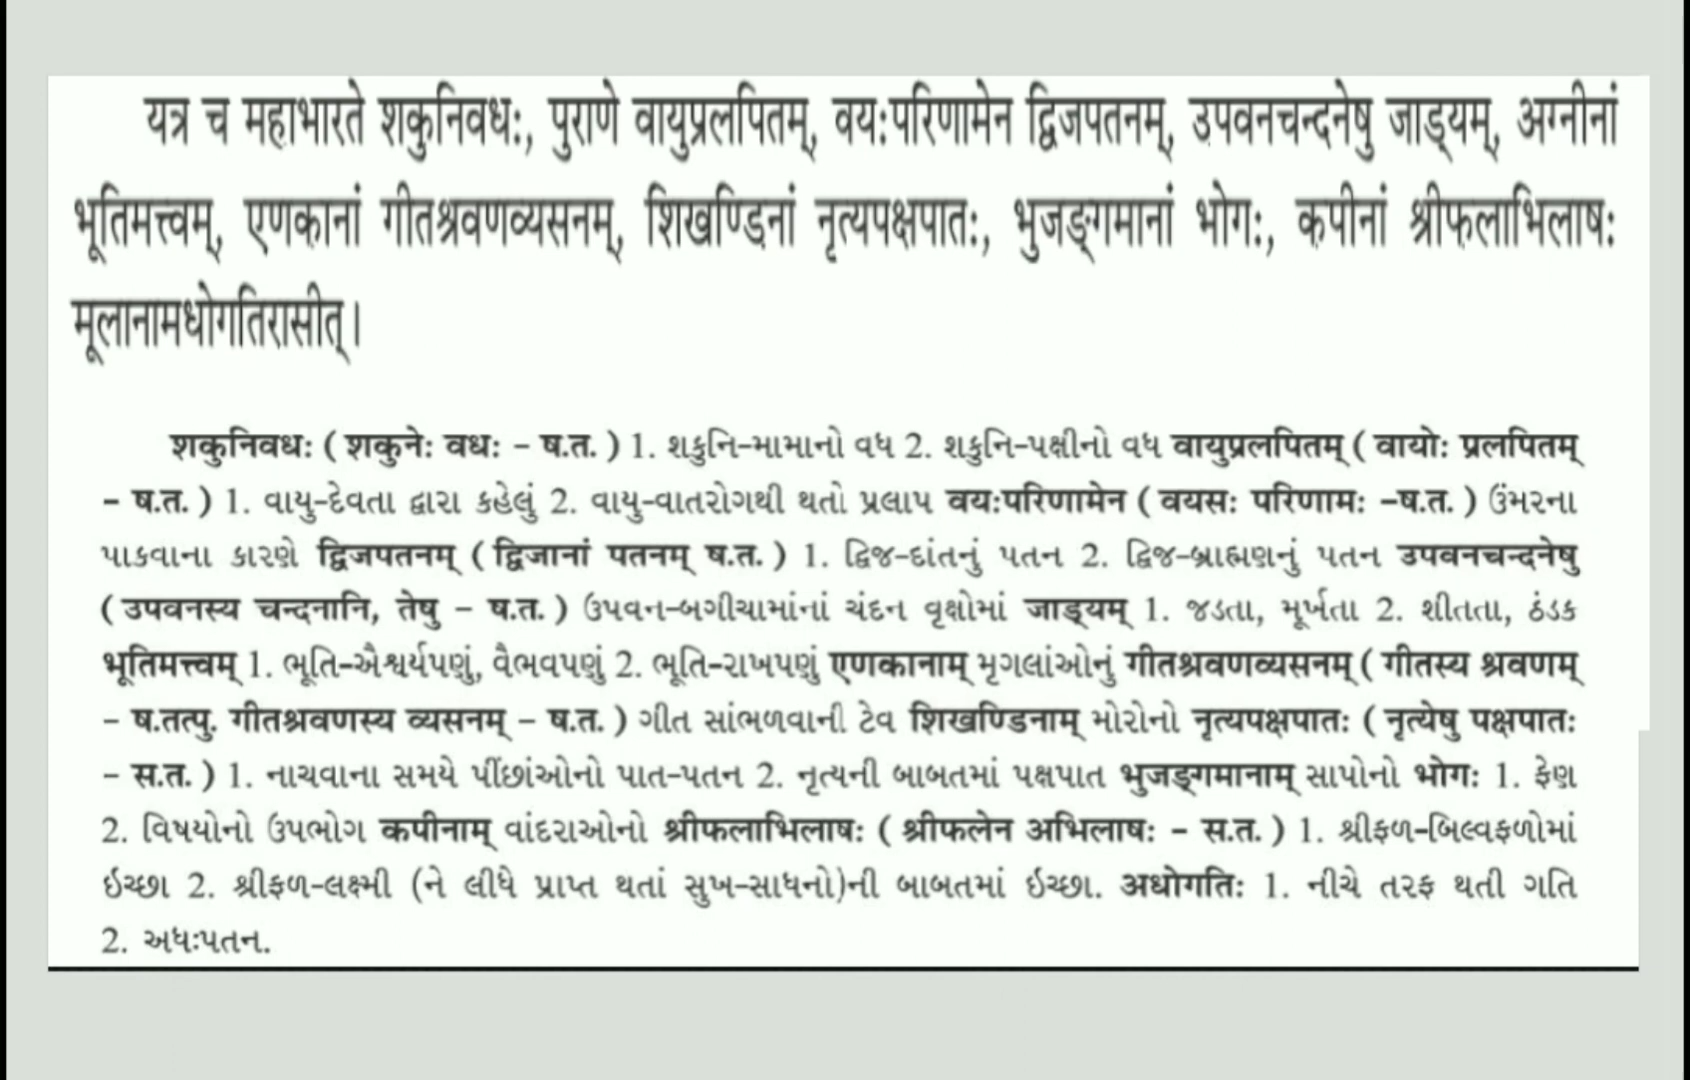 यत्र च महाभारते शकुनिवधः, पुराणे वायुप्रलपितम्, वयःपरिणामेन द्विजपतनम्, उपवनचन्दनेषु जाड्यम्, अग्नीनां
भूतिमत्त्वम्, एणकानां गीतश्रवणव्यसनम्, शिखण्डिनां नृत्यपक्षपातः, भुजङ्गमानां भोगः, कपीनां श्रीफलाभिलाषः
मूलानामधोगतिरासीत्।
शकुनिवधः ( शकुनेः वधः - ष.त. ) 1. શકુનિ-મામાનો વધ 2. શકુનિ-પક્ષીનો વધ वायुप्रलपितम् ( वायोः प्रलपितम्
- ष.त. ) 1. વાયુ-દેવતા દ્વારા કહેલું 2. વાયુ-વાતરોગથી થતો પ્રલાપ वयःपरिणामेन ( वयसः परिणामः -ष.त. ) ઉંમરના
પાકવાના કારણે द्विजपतनम् ( द्विजानां पतनम् ष.त. ) 1. દ્વિજ-દાંતનું પતન 2. દ્વિજ-બ્રાહ્મણનું પતન उपवनचन्दनेषु
( उपवनस्य चन्दनानि, तेषु - ष.त. ) ઉપવન-બગીચામાંનાં ચંદન વૃક્ષોમાં जाड्यम् 1. જડતા, મૂર્ખતા 2. શીતતા, ઠંડક
भूतिमत्त्वम् 1. ભૂતિ-ઐશ્વર્યપણું, વૈભવપણું 2. ભૂતિ-રાખપણું एणकानाम् મૃગલાંઓનું गीतश्रवणव्यसनम् ( गीतस्य श्रवणम्
- ष.तत्पु. गीतश्रवणस्य व्यसनम् - ष.त. ) ગીત સાંભળવાની ટેવ शिखण्डिनाम् મોરોનો नृत्यपक्षपातः ( नृत्येषु पक्षपातः
- स.त. ) 1. નાચવાના સમયે પીંછાંઓનો પાત-પતન 2. નૃત્યની બાબતમાં પક્ષપાત भुजङ्गमानाम् સાપોનો भोगः 1. ફેણ
2. વિષયોનો ઉપભોગ कपीनाम् વાંદરાઓનો श्रीफलाभिलाषः ( श्रीफलेन अभिलाषः - स.त. ) 1. શ્રીફળ-બિલ્વફળોમાં
ઇચ્છા 2. શ્રીફળ-લક્ષ્મી (ને લીધે પ્રાપ્ત થતાં સુખ-સાધનો)ની બાબતમાં ઇચ્છા. अधोगतिः 1. નીચે તરફ થતી ગતિ
2. અધઃપતન.